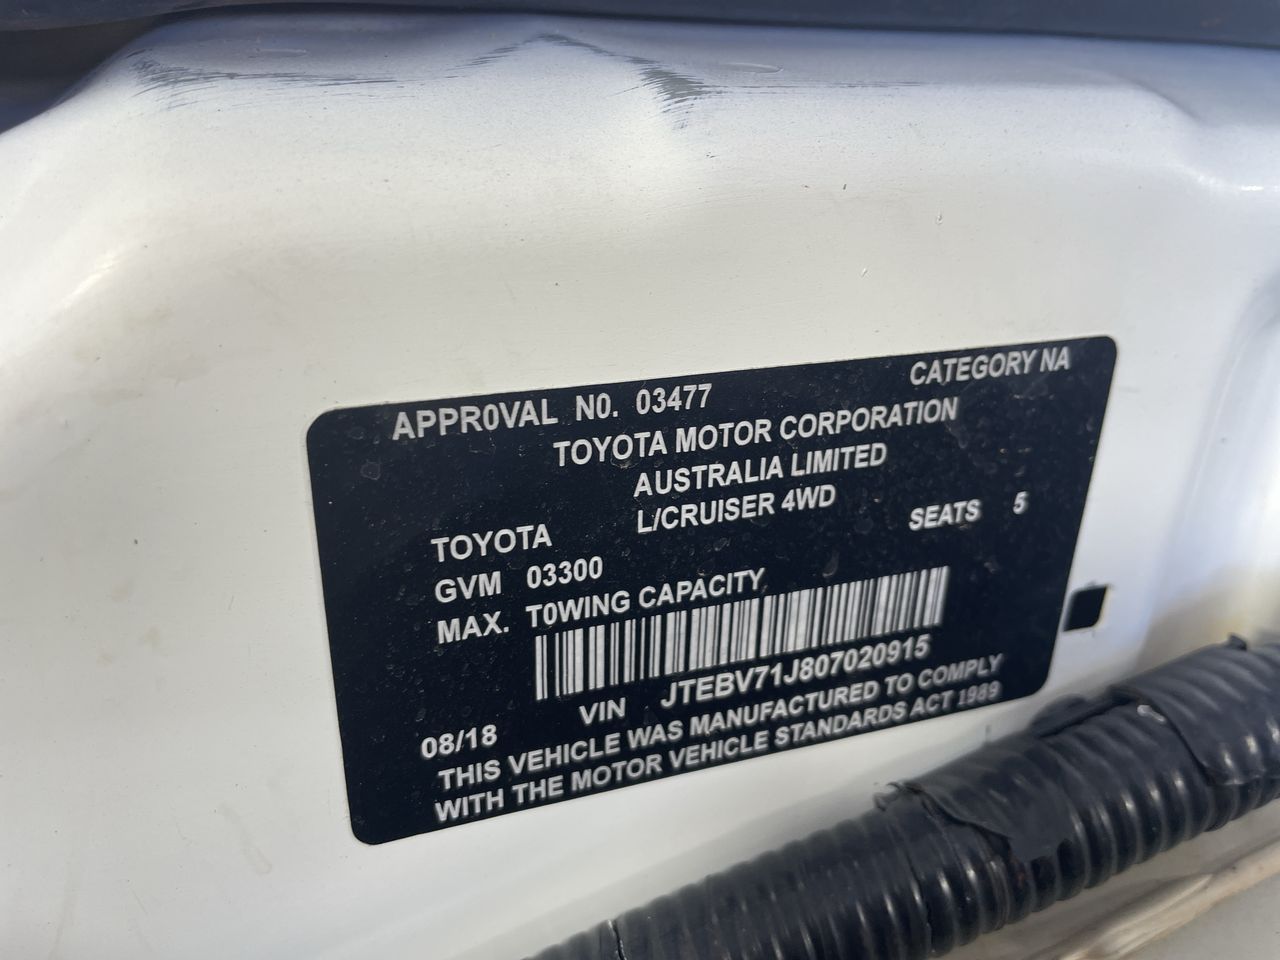 APPR0VAL N0. 03477 CATEGORY NA
TOYOTA MOTOR CORPORATION
AUSTRALIA LIMITED
TOYOTA L/CRUISER 4WD
GVM 03300 SEATS 5
MAX. T0WING CAPACITY
08/18 VIN JTEBV71J807020915
THIS VEHICLE WAS MANUFACTURED TO COMPLY
WITH THE MOTOR VEHICLE STANDARDS ACT 1989